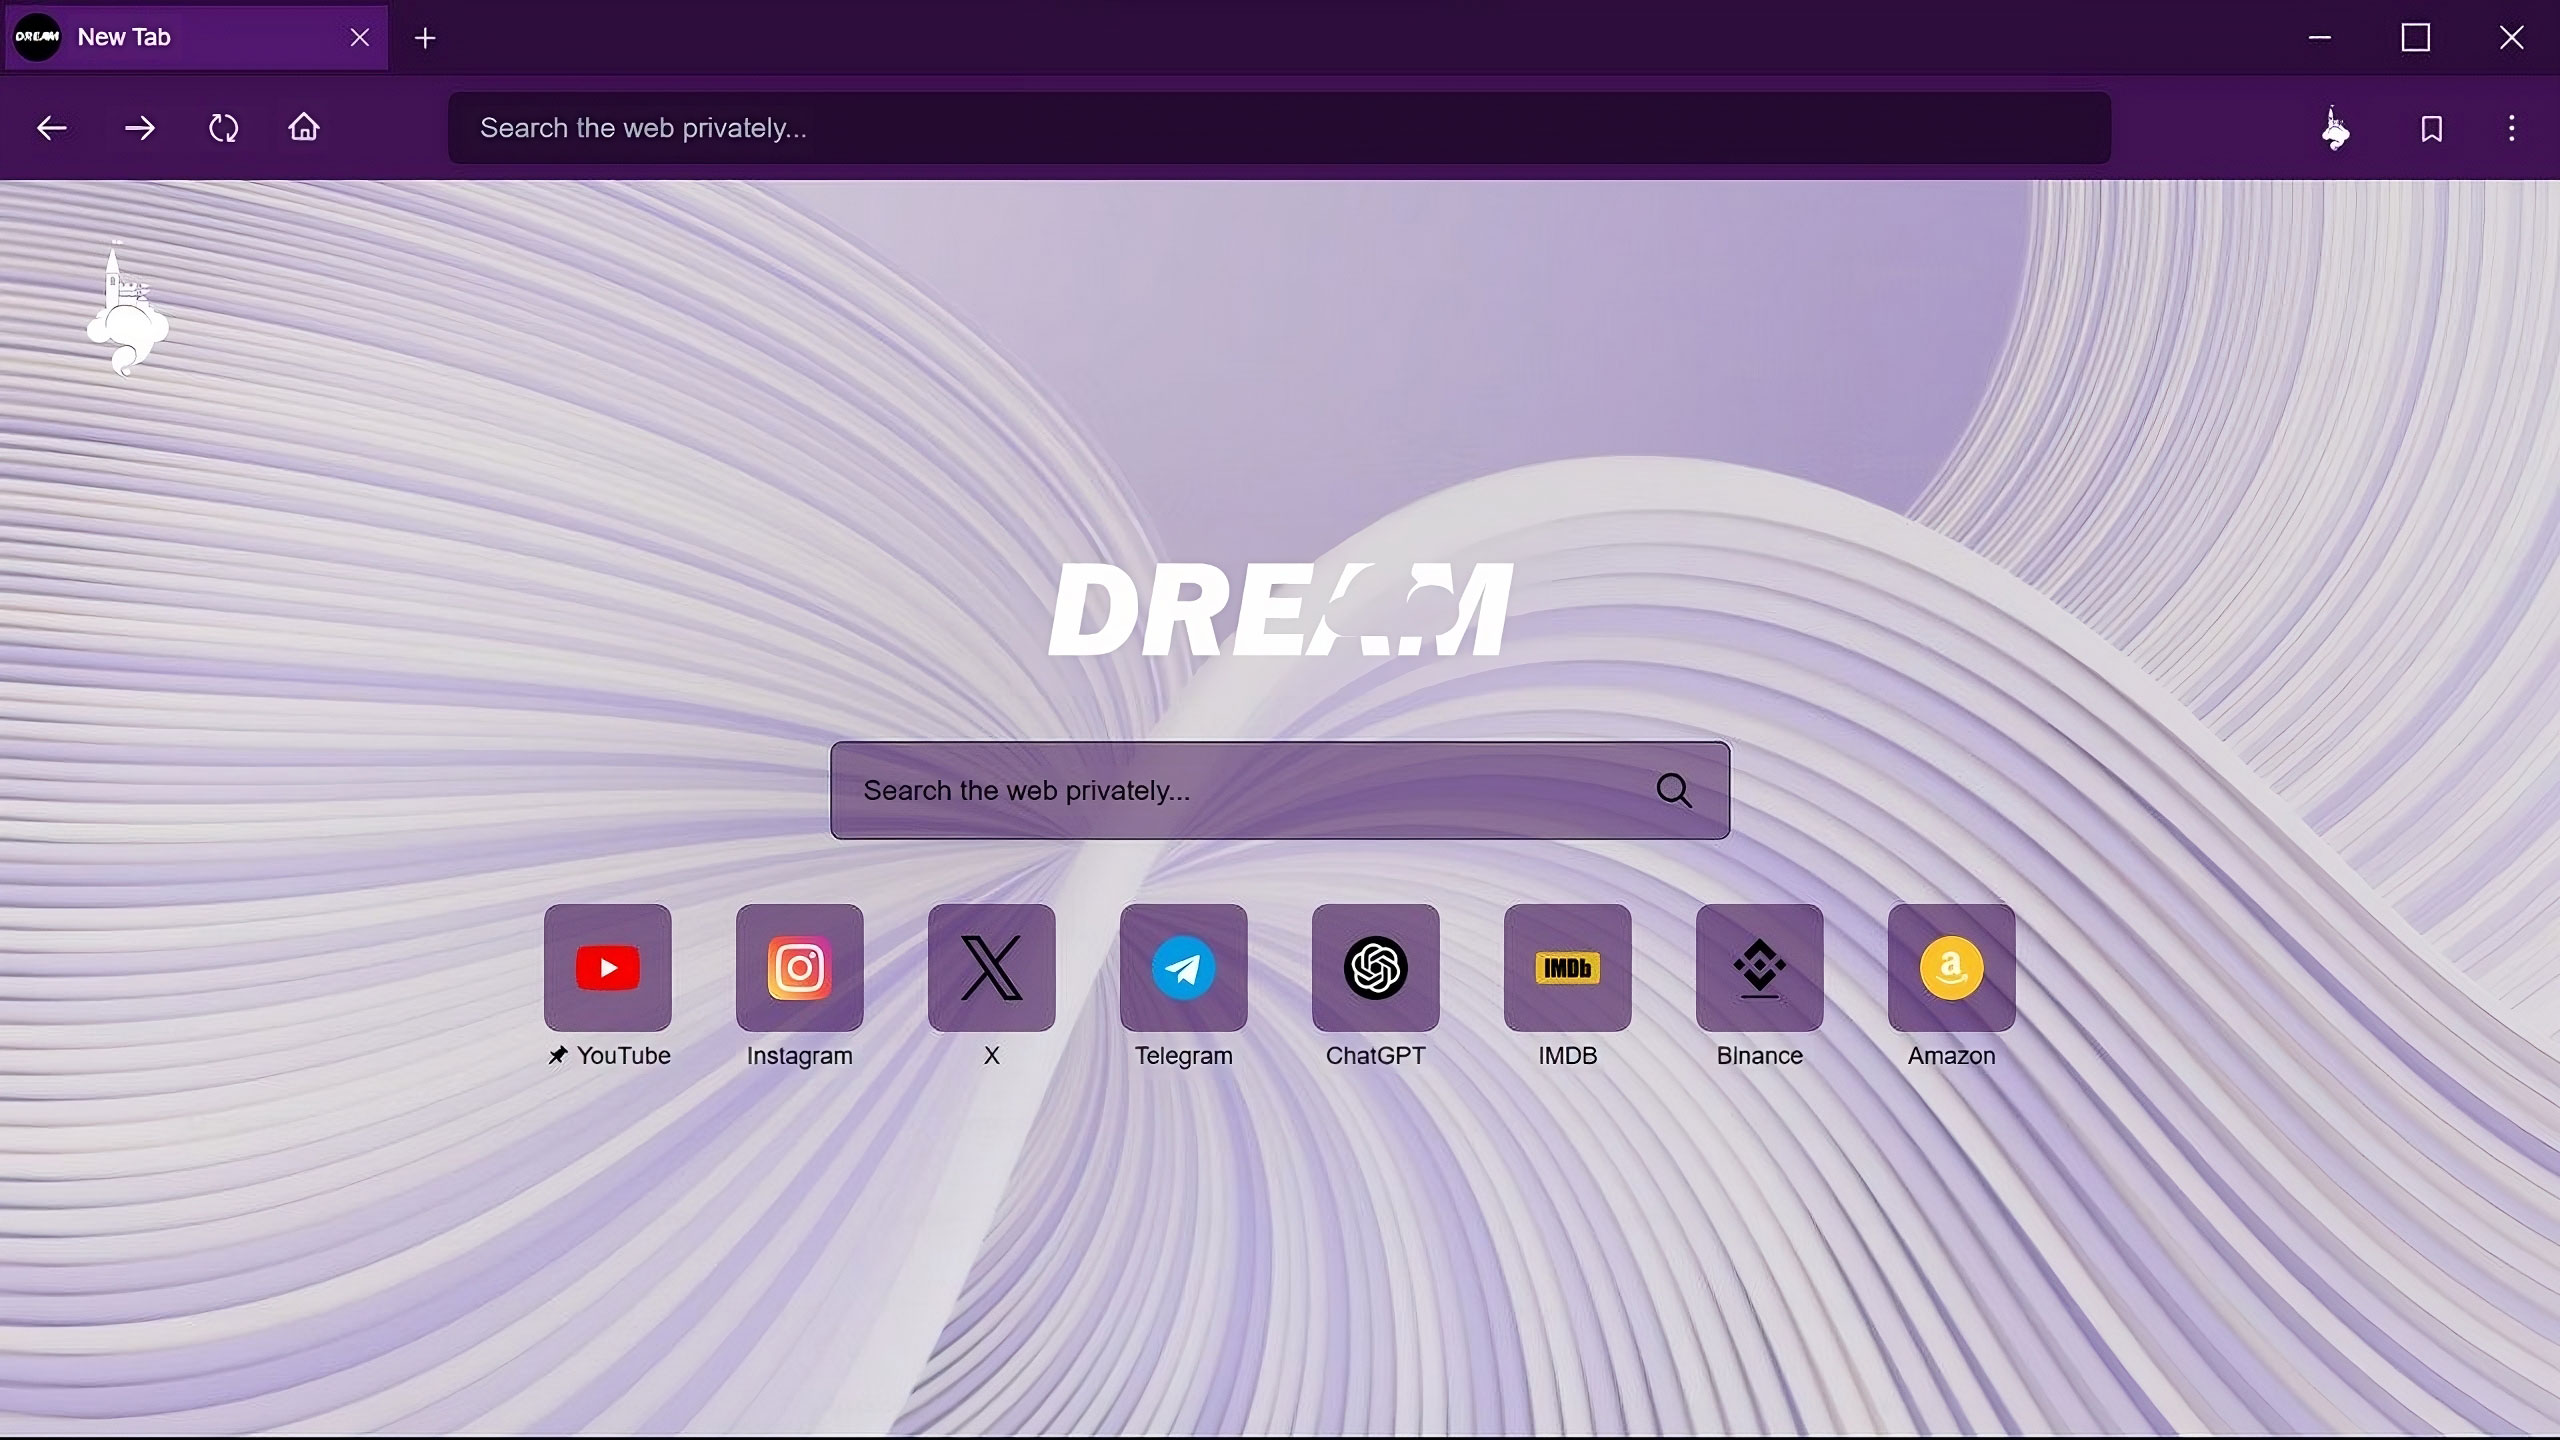 DREAM New Tab
Search the web privately...
DREAM
Search the web privately...
IMDb
a
YouTube Instagram X Telegram ChatGPT IMDB Binance Amazon